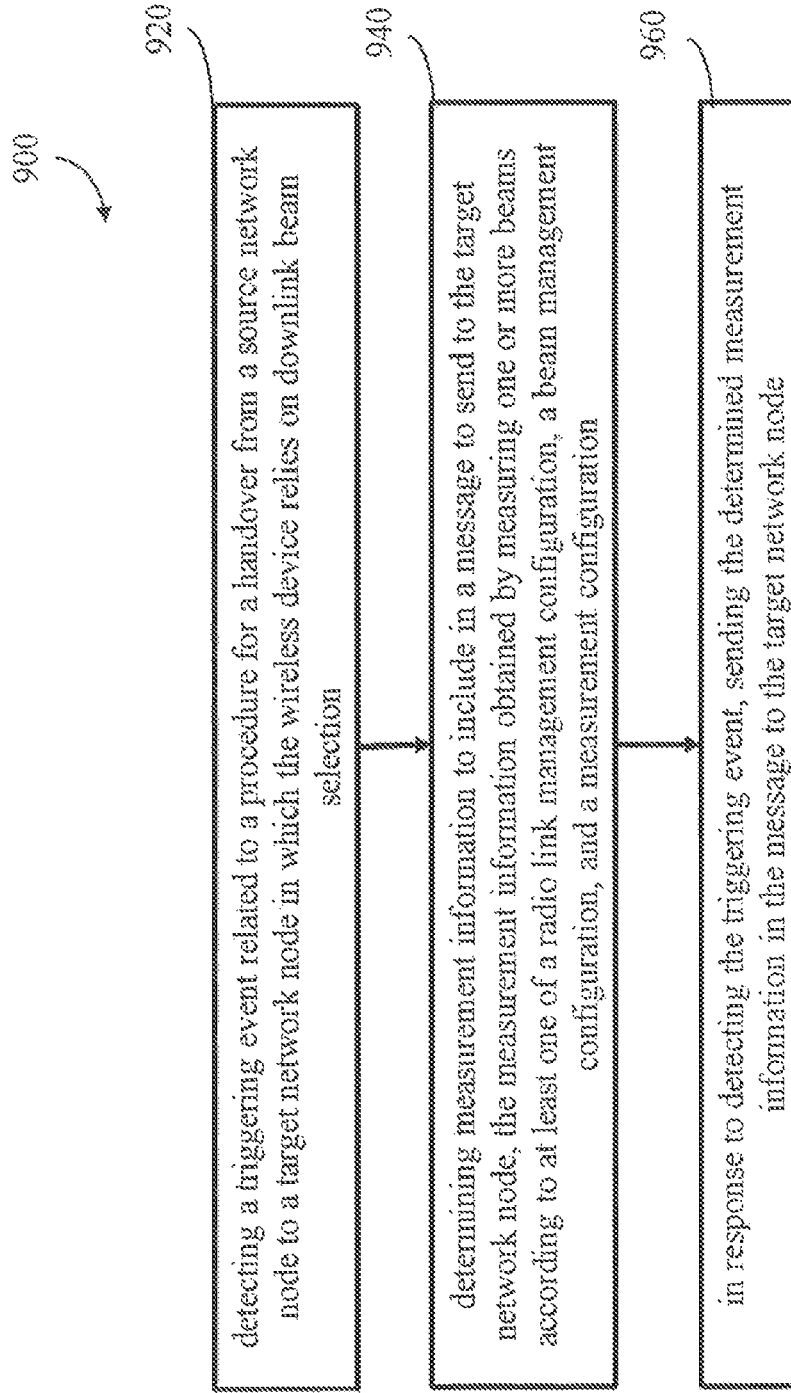 900
920
detecting a triggering event related to a procedure for a handover from a source network
node to a target network node in which the wireless device relies on downlink beam
selection
940
determining measurement information to include in a message to send to the target
network node, the measurement information obtained by measuring one or more beams
according to at least one of a radio link management configuration, a beam management
configuration, and a measurement configuration
960
in response to detecting the triggering event, sending the determined measurement
information in the message to the target network node